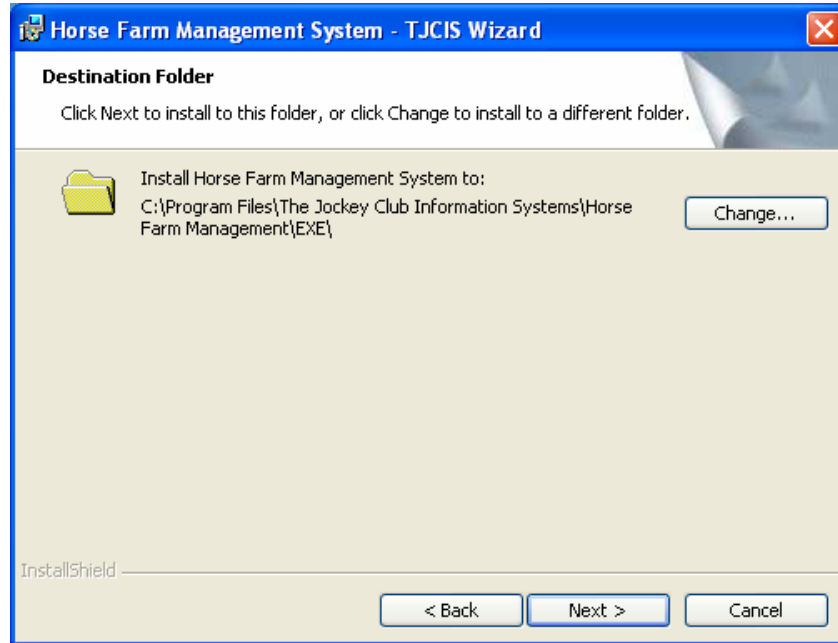 Horse Farm Management System - TJCIS Wizard
Destination Folder
Click Next to install to this folder, or click Change to install to a different folder.
Install Horse Farm Management System to:
C:\Program Files\The Jockey Club Information Systems\Horse
Farm Management\EXE\
Change...
InstallShield
< Back
Next >
Cancel